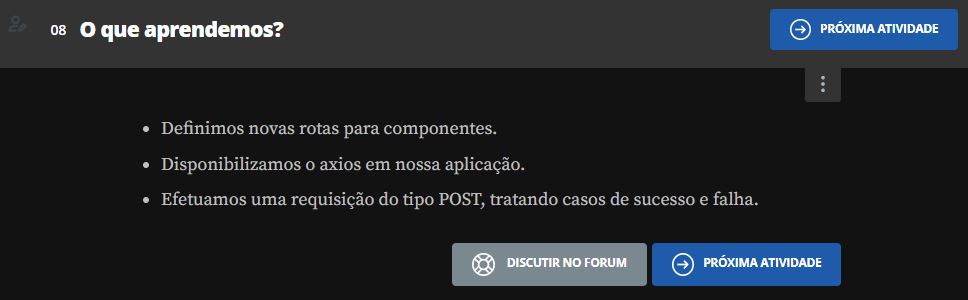 08 O que aprendemos?
PRÓXIMA ATIVIDADE
• Definimos novas rotas para componentes.
• Disponibilizamos o axios em nossa aplicação.
• Efetuamos uma requisição do tipo POST, tratando casos de sucesso e falha.
DISCUTIR NO FORUM
PRÓXIMA ATIVIDADE